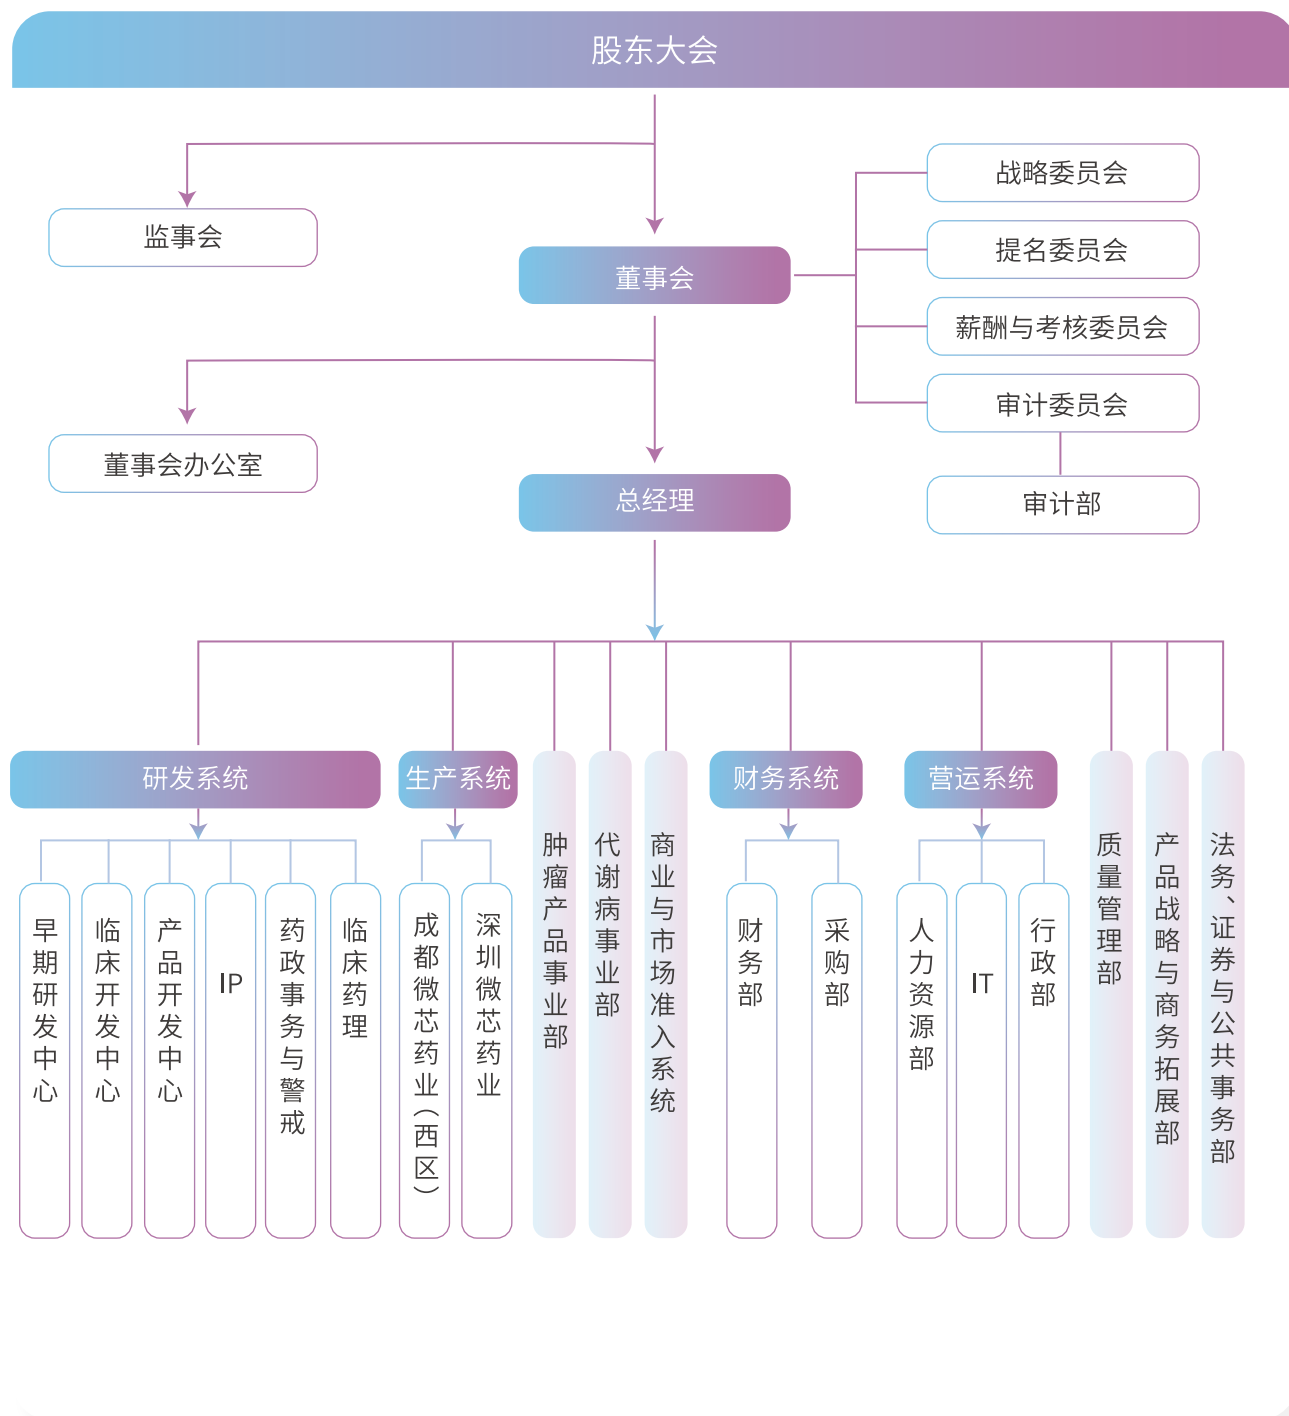 股东大会
监事会
董事会
战略委员会
提名委员会
薪酬与考核委员会
审计委员会
审计部
董事会办公室
总经理
研发系统
生产系统
肿瘤产品事业部
代谢病事业部
商业与市场准入系统
财务系统
营运系统
质量管理部
产品战略与商务拓展部
法务、证券与公共事务部
早期研发中心
临床开发中心
产品开发中心
IP
药政事务与警戒
临床药理
成都微芯药业（西区）
深圳微芯药业
财务部
采购部
人力资源部
IT
行政部